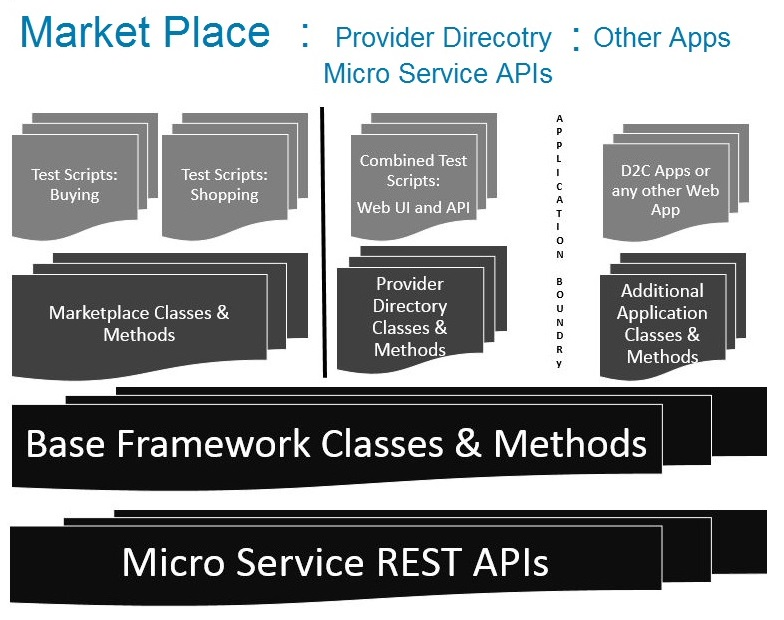 Market Place : Provider Direcotry : Other Apps
Micro Service APIs
Test Scripts:
Buying
Test Scripts:
Shopping
Combined Test
Scripts:
Web UI and API
APPLICATION BOUNDRy
D2C Apps or
any other Web
App
Marketplace Classes &
Methods
Provider
Directory
Classes &
Methods
Additional
Application
Classes &
Methods
Base Framework Classes & Methods
Micro Service REST APIs